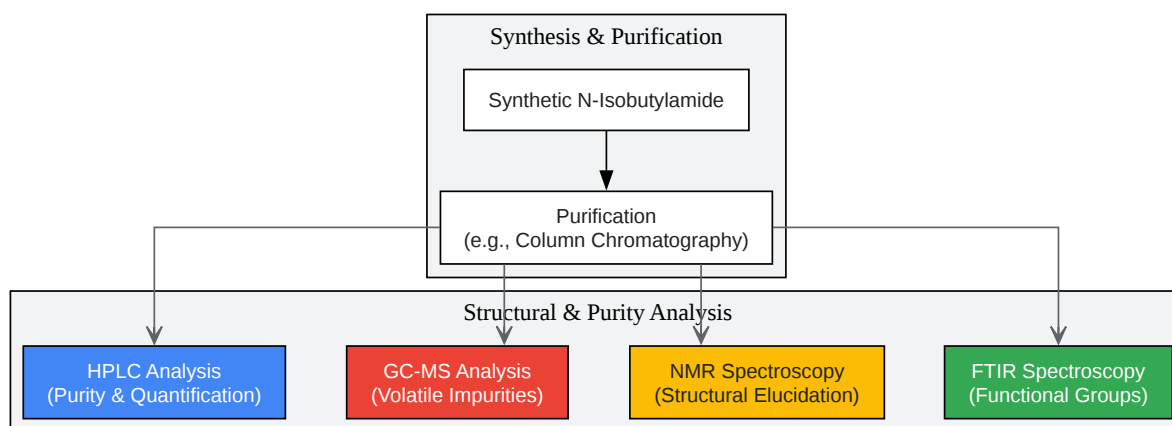 Synthesis & Purification
Synthetic N-Isobutylamide
Purification
(e.g., Column Chromatography)
Structural & Purity Analysis
HPLC Analysis
(Purity & Quantification)
GC-MS Analysis
(Volatile Impurities)
NMR Spectroscopy
(Structural Elucidation)
FTIR Spectroscopy
(Functional Groups)